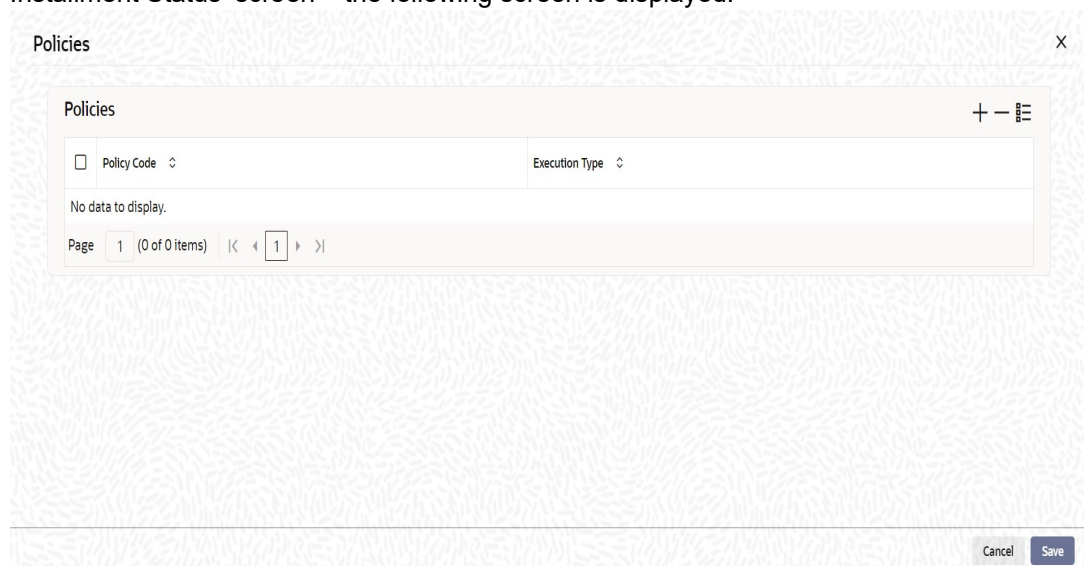 Installment Status' screen – the following screen is displayed.
Policies
X
Policies
Policy Code
Execution Type
No data to display.
Page 1 (0 of 0 items) 1
Cancel Save